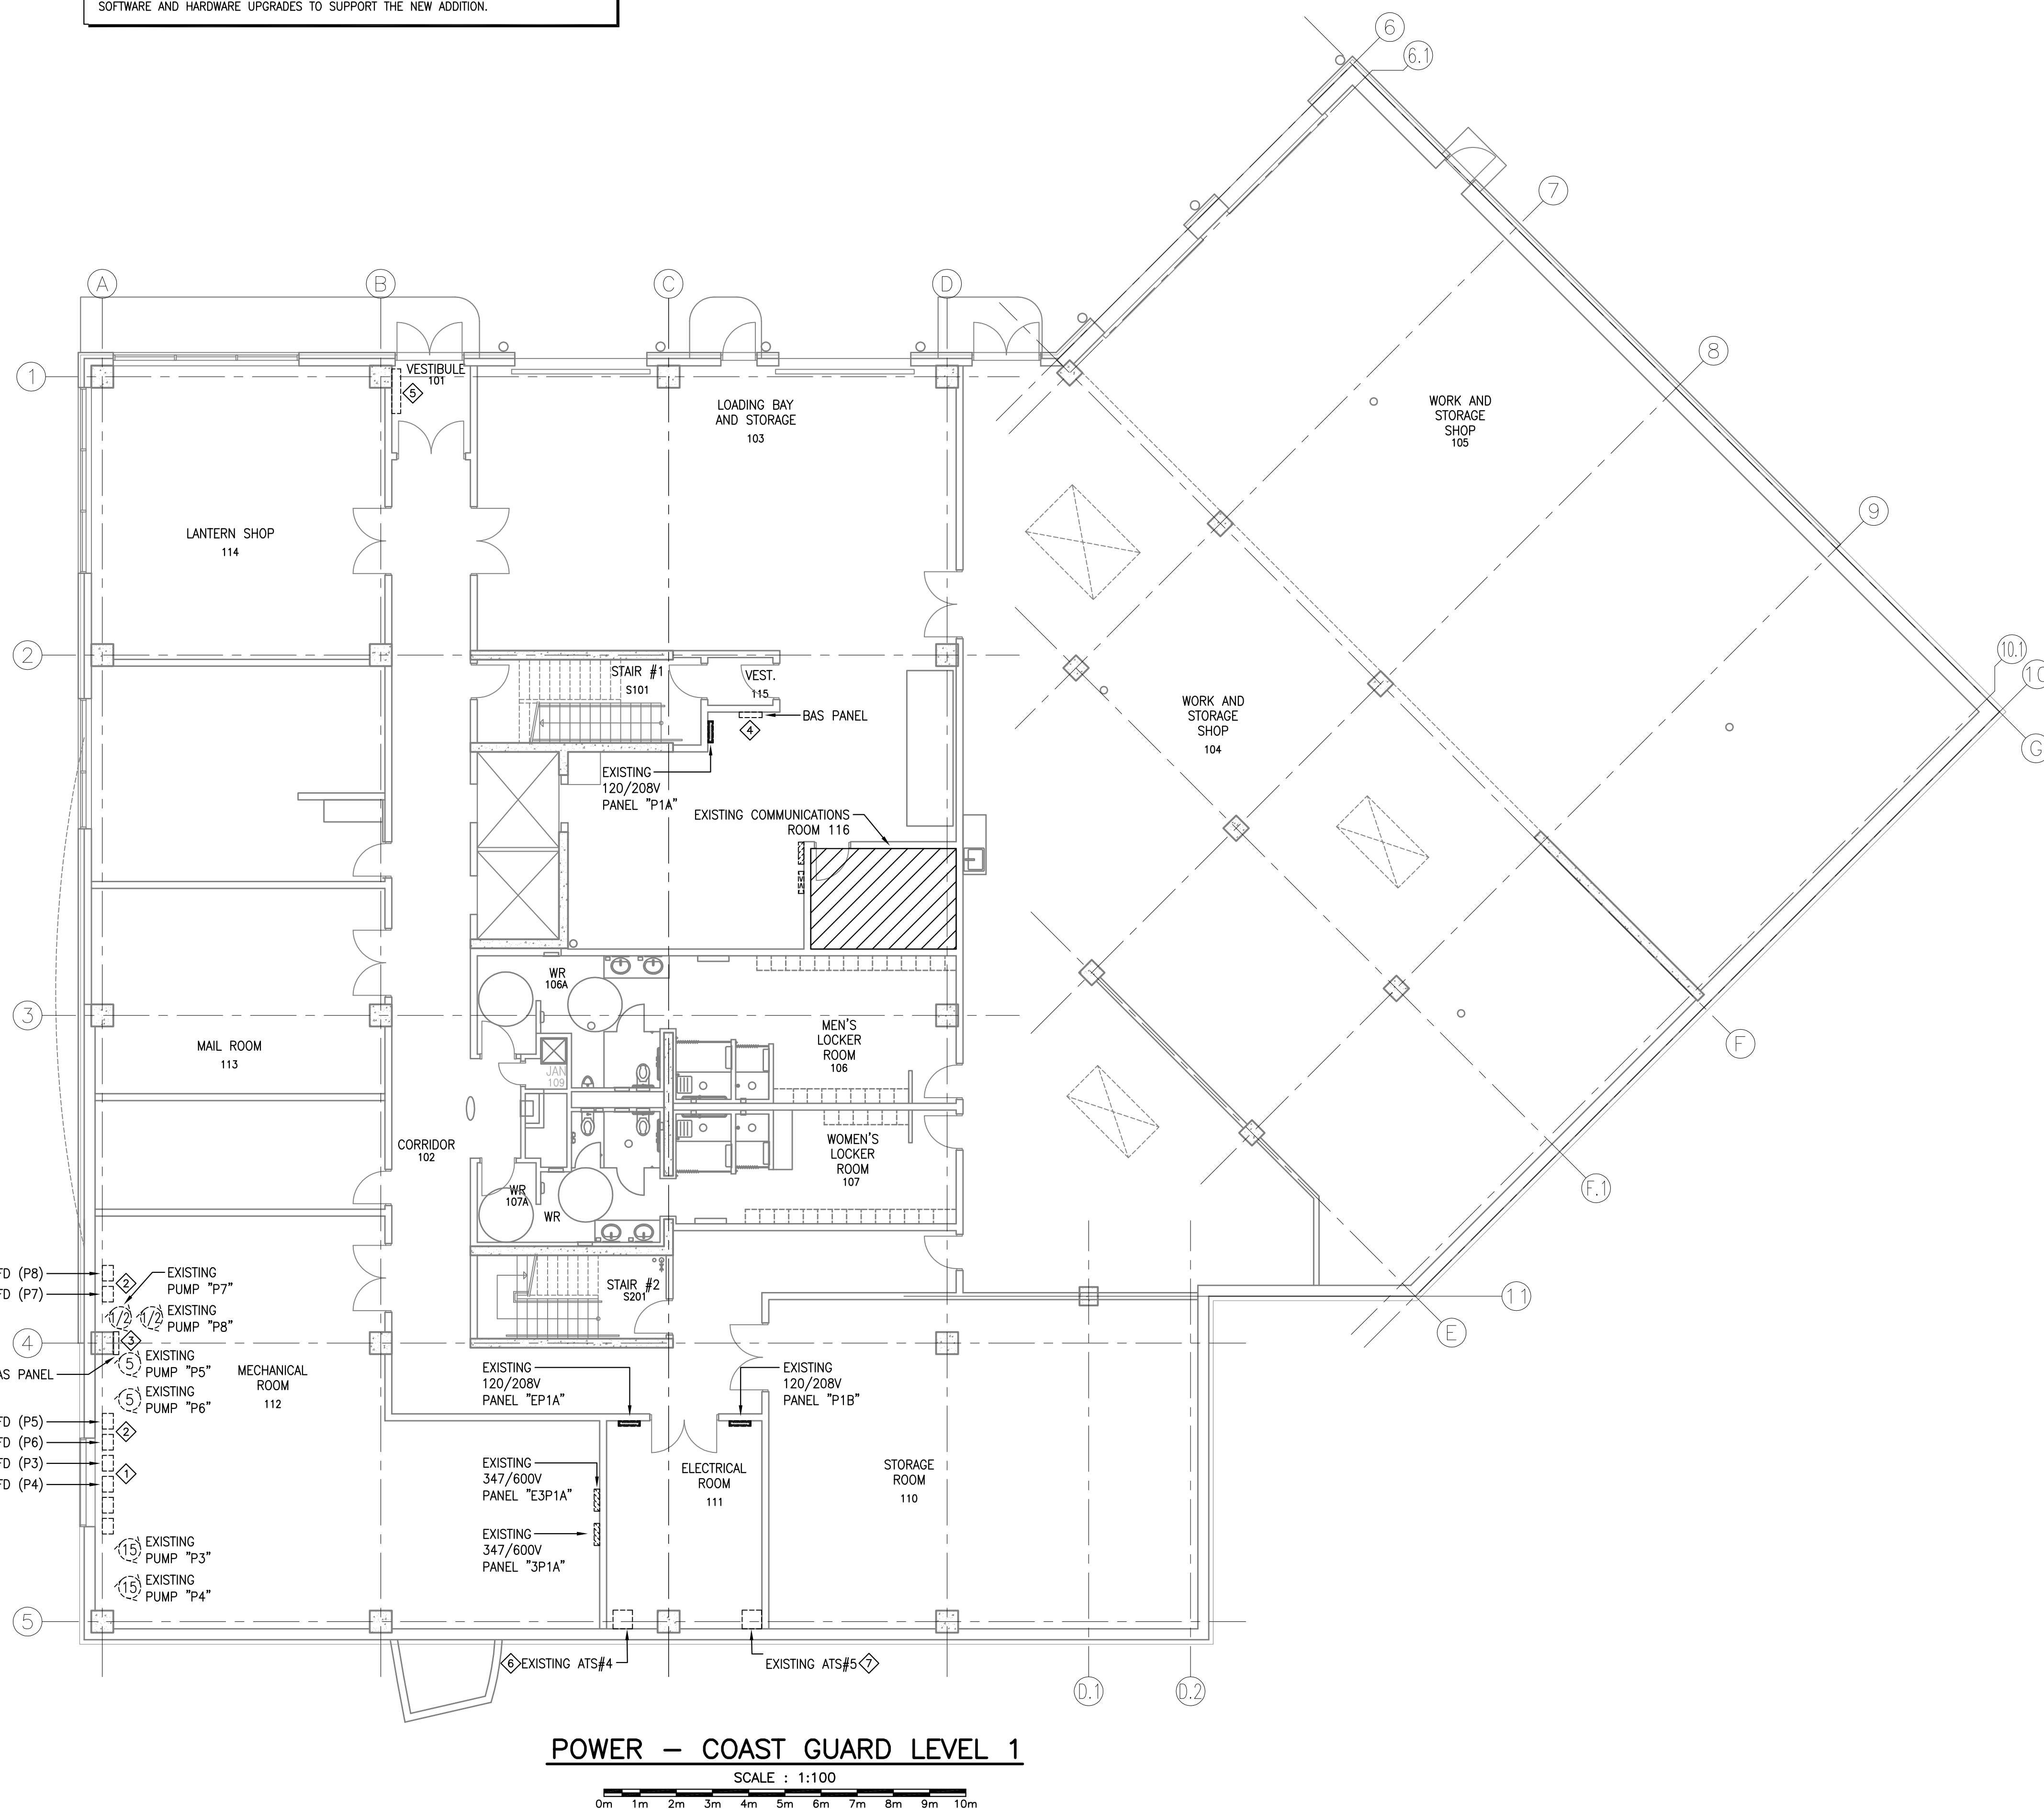 SOFTWARE AND HARDWARE UPGRADES TO SUPPORT THE NEW ADDITION.
6
6.1
7
8
9
10.1
10
G
F
F.1
E
11
A
B
C
D
1
2
3
4
5
D.1
D.2
VESTIBULE
101
5
LOADING BAY
AND STORAGE
103
WORK AND
STORAGE
SHOP
105
LANTERN SHOP
114
STAIR #1
S101
VEST.
115
BAS PANEL
4
EXISTING
120/208V
PANEL "P1A"
WORK AND
STORAGE
SHOP
104
EXISTING COMMUNICATIONS
ROOM 116
WR
106A
MEN'S
LOCKER
ROOM
106
MAIL ROOM
113
JAN
109
CORRIDOR
102
WOMEN'S
LOCKER
ROOM
107
WR
107A
WR
STAIR #2
S201
FD (P8)
FD (P7)
2
EXISTING
PUMP "P7"
1/2
1/2
EXISTING
PUMP "P8"
3
AS PANEL
5
EXISTING
PUMP "P5"
5
EXISTING
PUMP "P6"
MECHANICAL
ROOM
112
FD (P5)
FD (P6)
2
FD (P3)
FD (P4)
1
15
EXISTING
PUMP "P3"
15
EXISTING
PUMP "P4"
EXISTING
120/208V
PANEL "EP1A"
EXISTING
120/208V
PANEL "P1B"
EXISTING
347/600V
PANEL "E3P1A"
EXISTING
347/600V
PANEL "3P1A"
ELECTRICAL
ROOM
111
STORAGE
ROOM
110
6 EXISTING ATS#4
EXISTING ATS#5 7
POWER – COAST GUARD LEVEL 1
SCALE : 1:100
0m 1m 2m 3m 4m 5m 6m 7m 8m 9m 10m